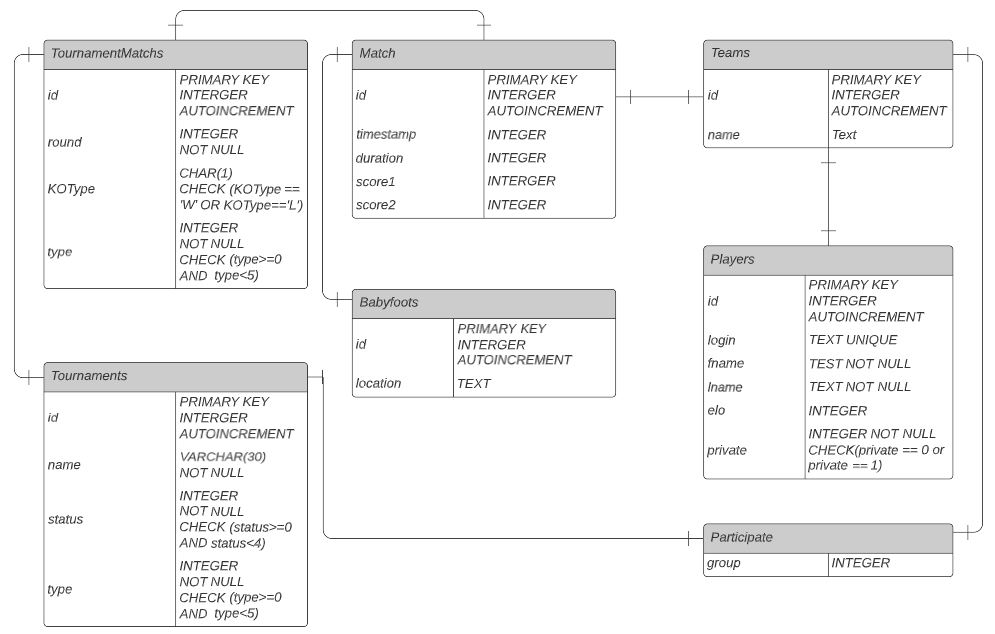 TournamentMatchs
id
PRIMARY KEY
INTERGER
AUTOINCREMENT
round
INTEGER
NOT NULL
KOType
CHAR(1)
CHECK (KOType ==
'W' OR KOType=='L')
type
INTEGER
NOT NULL
CHECK (type>=0
AND type<5)
Match
id
PRIMARY KEY
INTERGER
AUTOINCREMENT
timestamp
INTEGER
duration
INTEGER
score1
INTERGER
score2
INTEGER
Teams
id
PRIMARY KEY
INTERGER
AUTOINCREMENT
name
Text
Babyfoots
id
PRIMARY KEY
INTERGER
AUTOINCREMENT
location
TEXT
Players
id
PRIMARY KEY
INTERGER
AUTOINCREMENT
login
TEXT UNIQUE
fname
TEST NOT NULL
lname
TEXT NOT NULL
elo
INTEGER
private
INTEGER NOT NULL
CHECK(private == 0 or
private == 1)
Tournaments
id
PRIMARY KEY
INTERGER
AUTOINCREMENT
name
VARCHAR(30)
NOT NULL
status
INTEGER
NOT NULL
CHECK (status>=0
AND status<4)
type
INTEGER
NOT NULL
CHECK (type>=0
AND type<5)
Participate
group
INTEGER